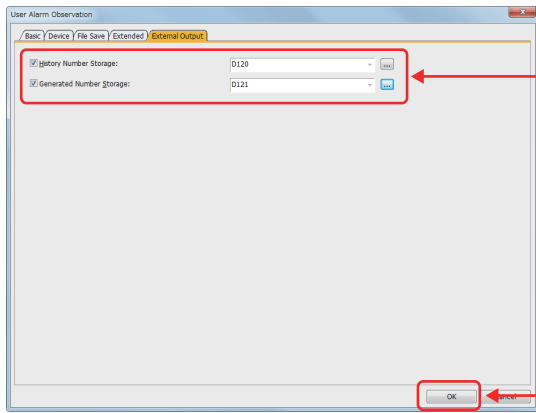 User Alarm Observation
Basic Device File Save Extended External Output
History Number Storage: D120 ...
Generated Number Storage: D121 ...
OK Cancel